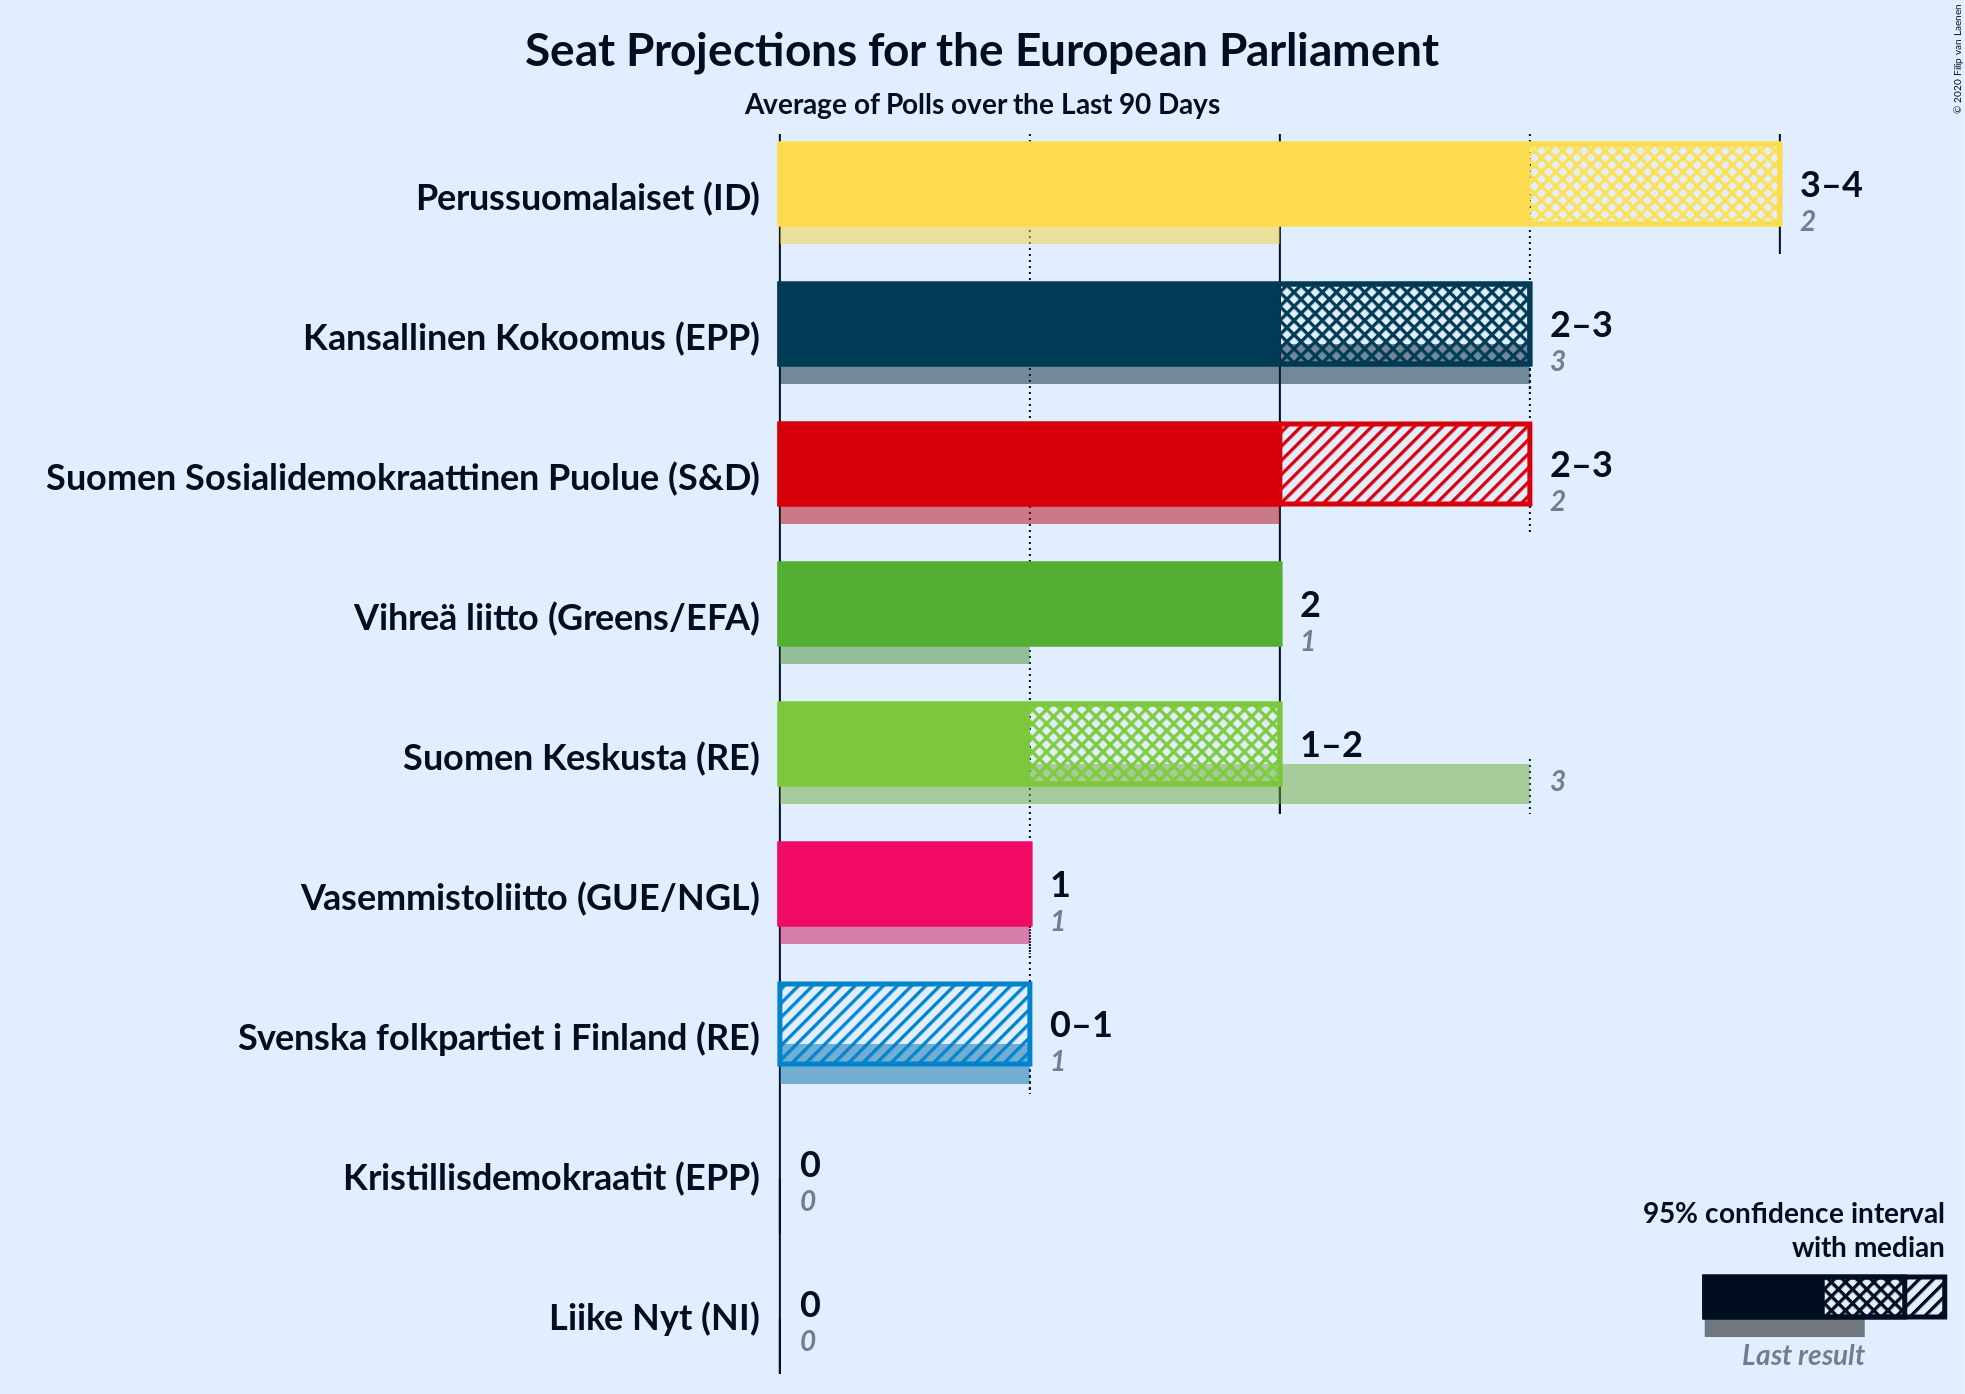 Seat Projections for the European Parliament
Average of Polls over the Last 90 Days
© 2020 Filip van Laenen
Perussuomalaiset (ID)
3–4
2
Kansallinen Kokoomus (EPP)
2–3
3
Suomen Sosialidemokraattinen Puolue (S&D)
2–3
2
Vihreä liitto (Greens/EFA)
2
1
Suomen Keskusta (RE)
1–2
3
Vasemmistoliitto (GUE/NGL)
1
1
Svenska folkpartiet i Finland (RE)
0–1
1
Kristillisdemokraatit (EPP)
0
0
Liike Nyt (NI)
0
0
95% confidence interval
with median
Last result